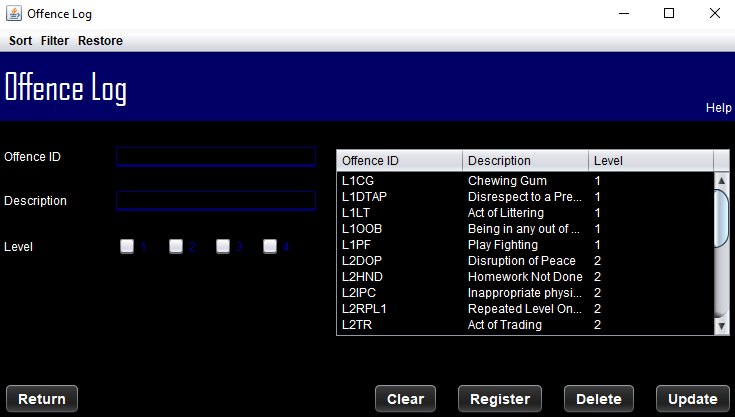 Offence Log
Sort Filter Restore
Offence Log
Help
Offence ID
Description
Level 1 2 3 4
Offence ID Description Level
L1CG Chewing Gum 1
L1DTAP Disrespect to a Pre... 1
L1LT Act of Littering 1
L1OOB Being in any out of ... 1
L1PF Play Fighting 1
L2DOP Disruption of Peace 2
L2HND Homework Not Done 2
L2IPC Inappropriate physi... 2
L2RPL1 Repeated Level On... 2
L2TR Act of Trading 2
Return Clear Register Delete Update